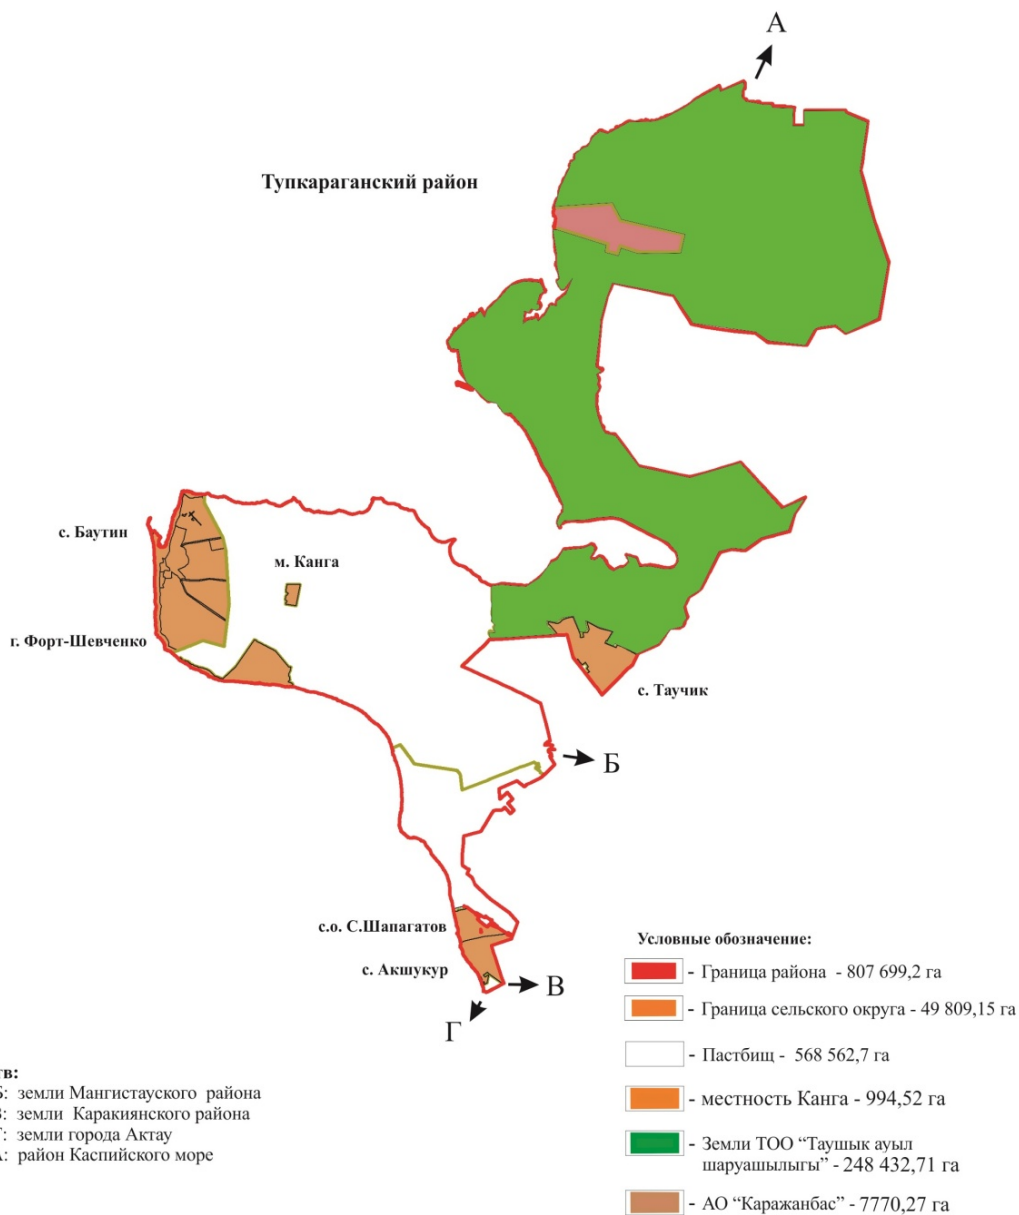 А
Тупкараганский район
с. Баутин
м. Канга
г. Форт-Шевченко
с. Таучик
Б
с.о. С.Шапагатов
с. Акшукур
В
Г
Условные обозначение:
- Граница района - 807 699,2 га
- Граница сельского округа - 49 809,15 га
- Пастбищ - 568 562,7 га
- местность Канга - 994,52 га
- Земли ТОО “Таушык ауыл
шаруашылыгы” - 248 432,71 га
- АО “Каражанбас” - 7770,27 га
тв:
Б: земли Мангистауского района
В: земли Каракиянского района
Г: земли города Актау
А: район Каспийского море